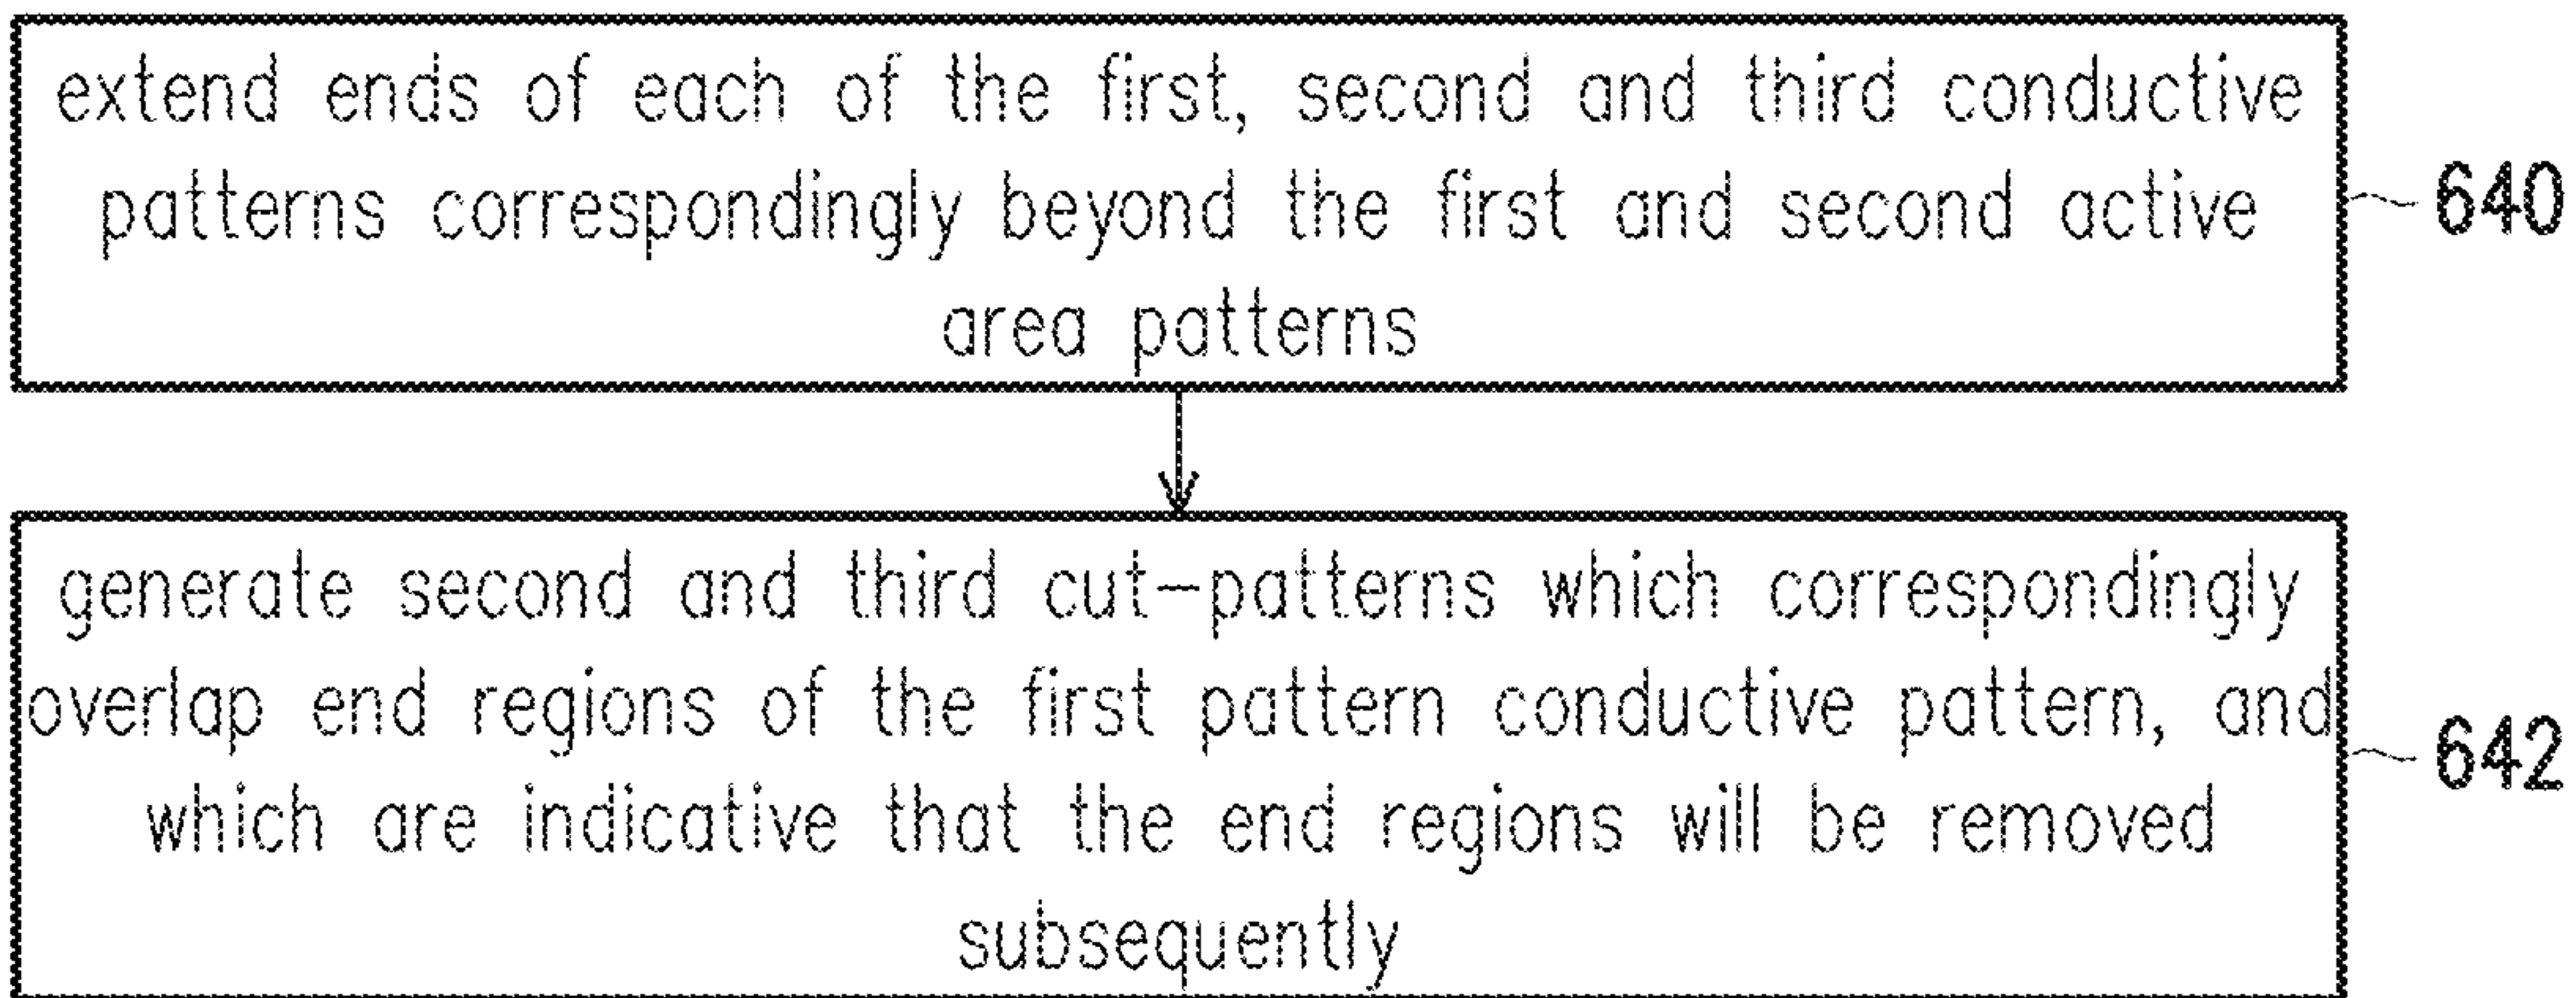 extend ends of each of the first, second and third conductive
patterns correspondingly beyond the first and second active
area patterns
640
generate second and third cut-patterns which correspondingly
overlap end regions of the first pattern conductive pattern, and
which are indicative that the end regions will be removed
subsequently
642